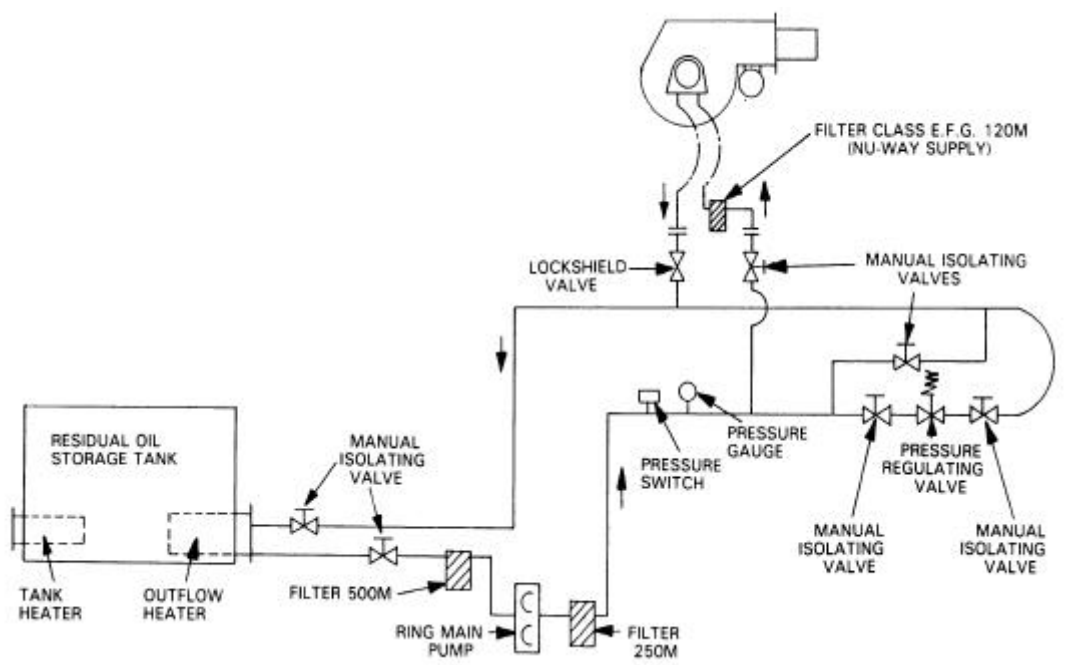 FILTER CLASS E.F.G. 120M
(NU-WAY SUPPLY)
LOCKSHIELD
VALVE
MANUAL ISOLATING
VALVES
RESIDUAL OIL
STORAGE TANK
MANUAL
ISOLATING
VALVE
PRESSURE
GAUGE
PRESSURE
SWITCH
PRESSURE
REGULATING
VALVE
MANUAL
ISOLATING
VALVE
MANUAL
ISOLATING
VALVE
TANK
HEATER
OUTFLOW
HEATER
FILTER 500M
RING MAIN
PUMP
FILTER
250M